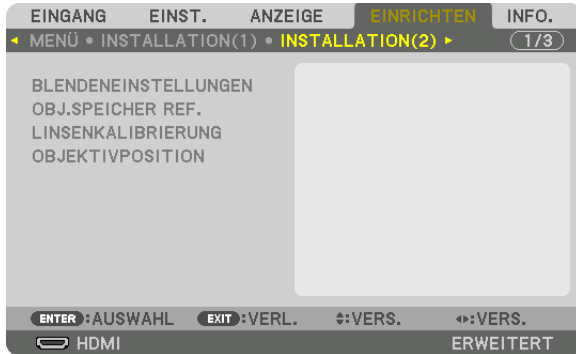 EINGANG EINST. ANZEIGE EINRICHTEN INFO.
MENÜ • INSTALLATION(1) • INSTALLATION(2) 1/3
BLENDENEINSTELLUNGEN
OBJ.SPEICHER REF.
LINSENKALIBRIERUNG
OBJEKTIVPOSITION
ENTER :AUSWAHL EXIT :VERL. :VERS. :VERS.
HDMI ERWEITERT